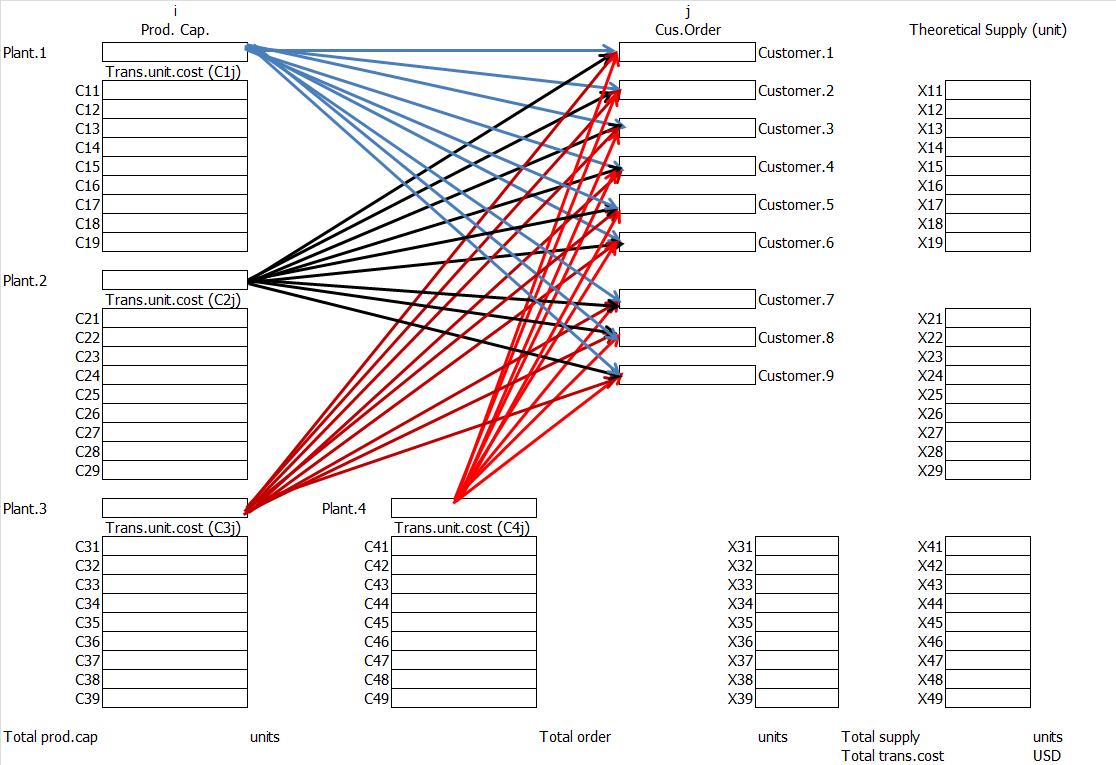 i j
Prod. Cap. Cus.Order Theoretical Supply (unit)
Plant.1 Customer.1
Trans.unit.cost (C1j)
C11 Customer.2 X11
C12 X12
C13 Customer.3 X13
C14 X14
C15 Customer.4 X15
C16 X16
C17 Customer.5 X17
C18 X18
C19 Customer.6 X19
Plant.2
Trans.unit.cost (C2j) Customer.7
C21 X21
C22 Customer.8 X22
C23 X23
C24 Customer.9 X24
C25 X25
C26 X26
C27 X27
C28 X28
C29 X29
Plant.3 Plant.4
Trans.unit.cost (C3j) Trans.unit.cost (C4j)
C31 C41 X31 X41
C32 C42 X32 X42
C33 C43 X33 X43
C34 C44 X34 X44
C35 C45 X35 X45
C36 C46 X36 X46
C37 C47 X37 X47
C38 C48 X38 X48
C39 C49 X39 X49
Total prod.cap units Total order units Total supply units
Total trans.cost USD